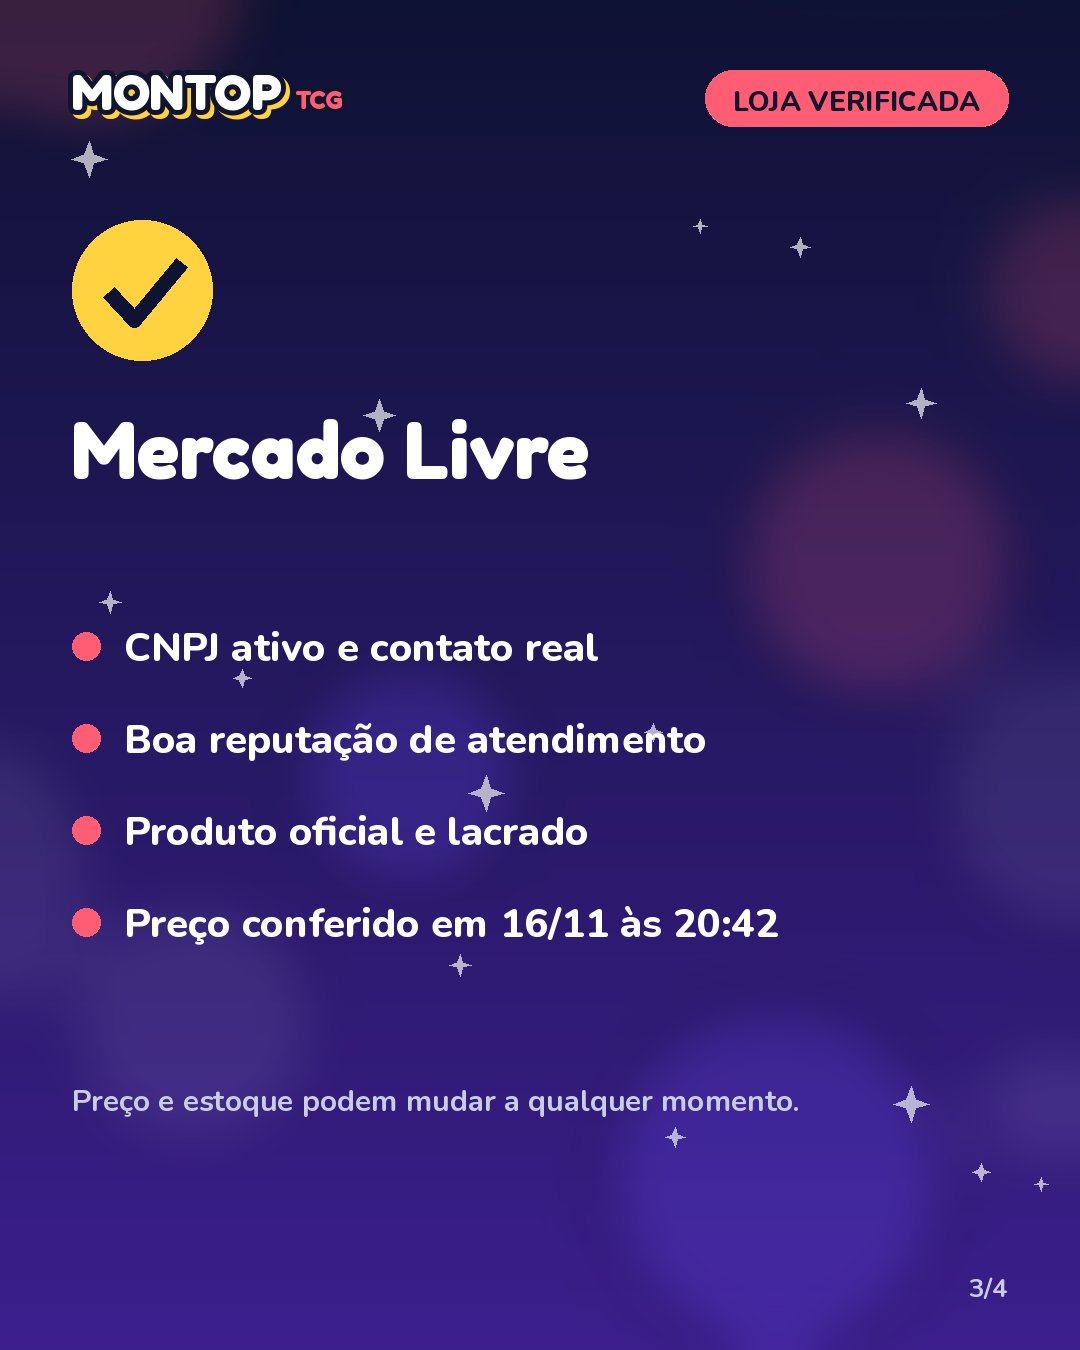 MONTOP TCG
LOJA VERIFICADA
Mercado Livre
CNPJ ativo e contato real
Boa reputação de atendimento
Produto oficial e lacrado
Preço conferido em 16/11 às 20:42
Preço e estoque podem mudar a qualquer momento.
3/4